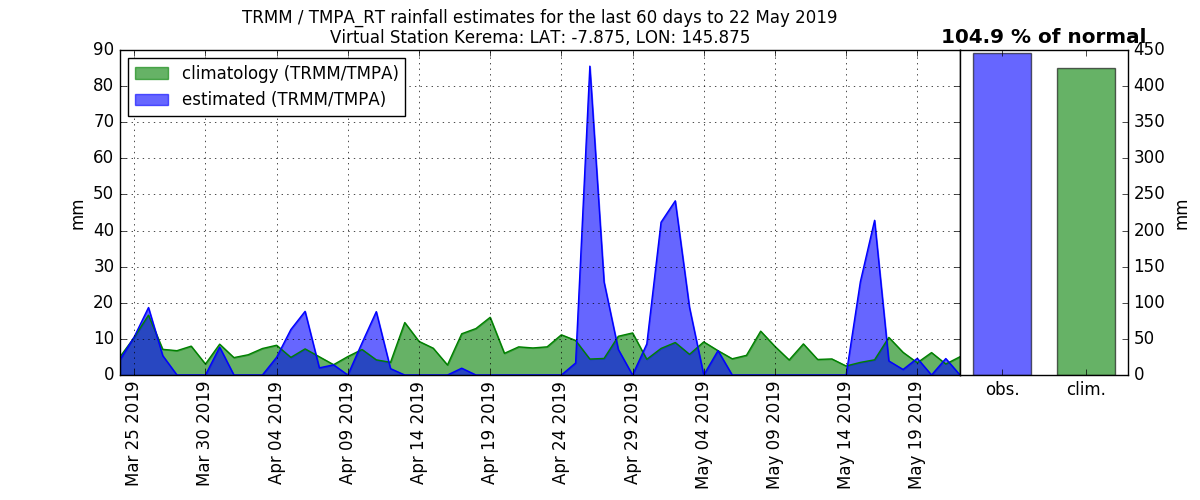 TRMM / TMPA_RT rainfall estimates for the last 60 days to 22 May 2019
Virtual Station Kerema: LAT: -7.875, LON: 145.875
104.9 % of normal
climatology (TRMM/TMPA)
estimated (TRMM/TMPA)
90
80
70
60
50
40
30
20
10
0
mm
Mar 25 2019
Mar 30 2019
Apr 04 2019
Apr 09 2019
Apr 14 2019
Apr 19 2019
Apr 24 2019
Apr 29 2019
May 04 2019
May 09 2019
May 14 2019
May 19 2019
obs.
clim.
450
400
350
300
250
200
150
100
50
0
mm